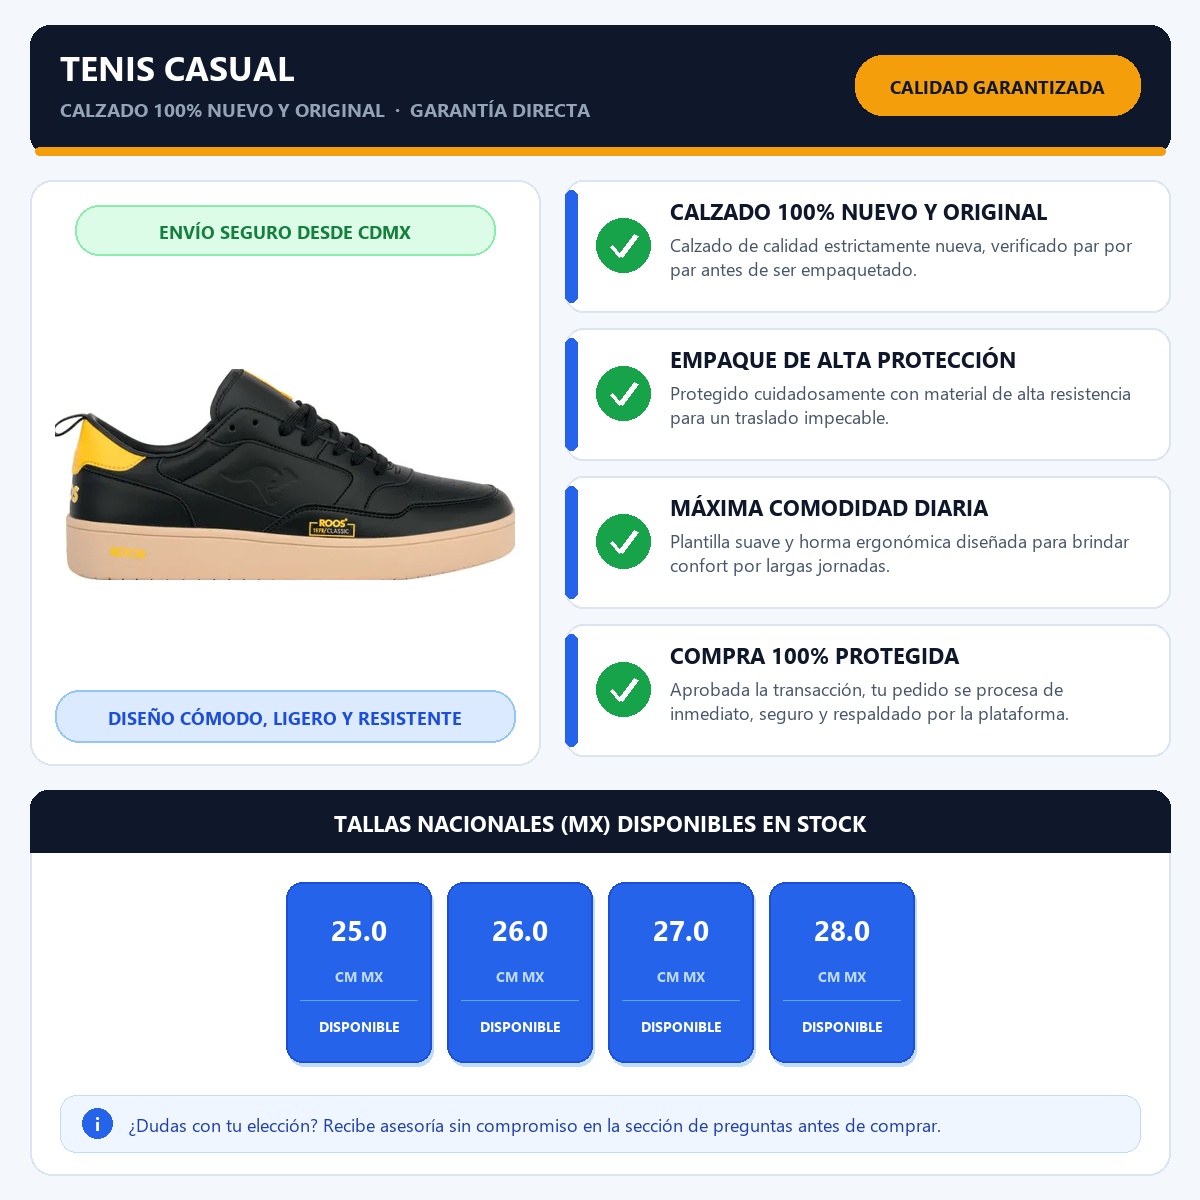 TENIS CASUAL
CALZADO 100% NUEVO Y ORIGINAL · GARANTÍA DIRECTA
CALIDAD GARANTIZADA
ENVÍO SEGURO DESDE CDMX
ROOS
CLASSIC
DISEÑO CÓMODO, LIGERO Y RESISTENTE
CALZADO 100% NUEVO Y ORIGINAL
Calzado de calidad estrictamente nueva, verificado par por
par antes de ser empaquetado.
EMPAQUE DE ALTA PROTECCIÓN
Protegido cuidadosamente con material de alta resistencia
para un traslado impecable.
MÁXIMA COMODIDAD DIARIA
Plantilla suave y horma ergonómica diseñada para brindar
confort por largas jornadas.
COMPRA 100% PROTEGIDA
Aprobada la transacción, tu pedido se procesa de
inmediato, seguro y respaldado por la plataforma.
TALLAS NACIONALES (MX) DISPONIBLES EN STOCK
25.0
CM MX
DISPONIBLE
26.0
CM MX
DISPONIBLE
27.0
CM MX
DISPONIBLE
28.0
CM MX
DISPONIBLE
¿Dudas con tu elección? Recibe asesoría sin compromiso en la sección de preguntas antes de comprar.